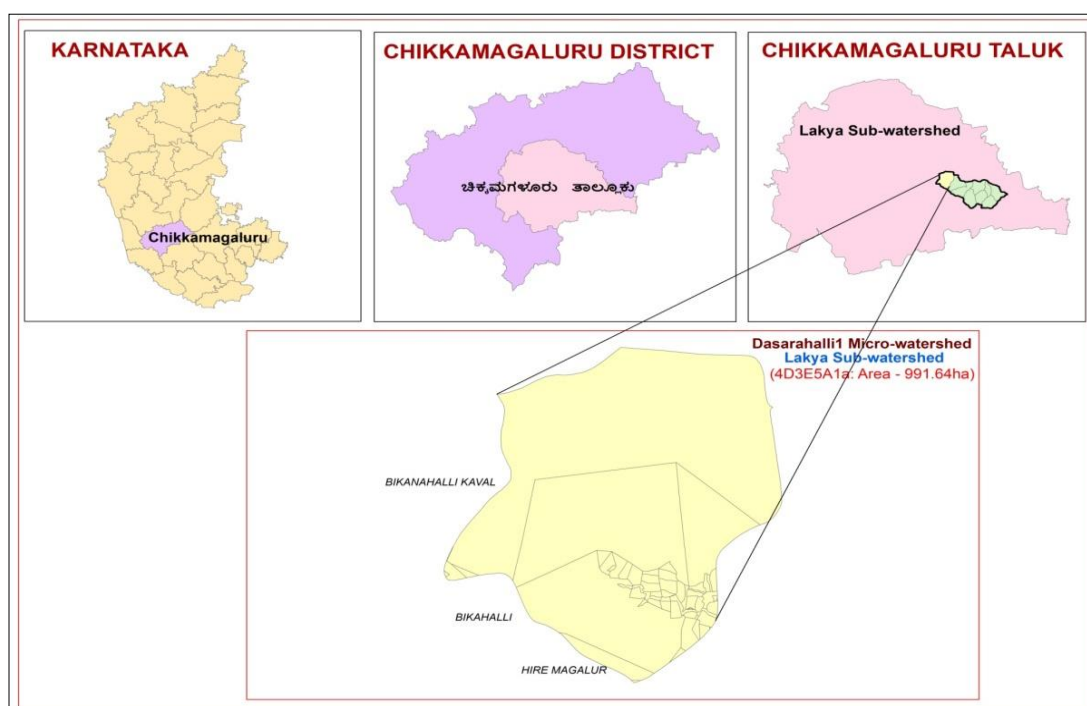 KARNATAKA
Chikkamagaluru
CHIKKAMAGALURU DISTRICT
ಚಿಕ್ಕಮಗಳೂರು ತಾಲ್ಲೂಕು
CHIKKAMAGALURU TALUK
Lakya Sub-watershed
Dasarahalli1 Micro-watershed
Lakya Sub-watershed
(4D3E5A1a: Area - 991.64ha)
BIKANAHALLI KAVAL
BIKAHALLI
HIRE MAGALUR